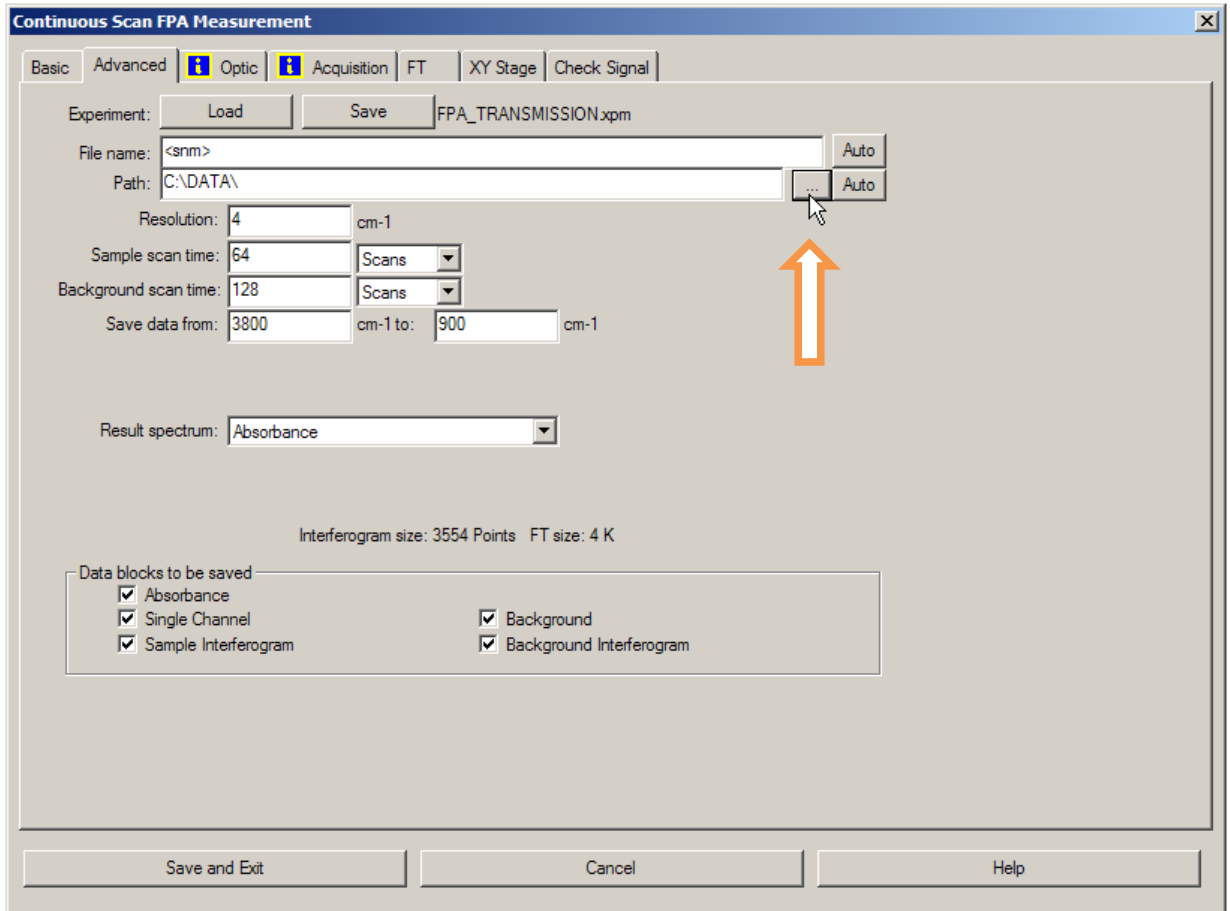 Continuous Scan FPA Measurement
Basic Advanced i Optic i Acquisition FT XY Stage Check Signal
Experiment: Load Save FPA_TRANSMISSION.xpm
File name: <snm> Auto
Path: C:\DATA\ ... Auto
Resolution: 4 cm-1
Sample scan time: 64 Scans
Background scan time: 128 Scans
Save data from: 3800 cm-1 to: 900 cm-1
Result spectrum: Absorbance
Interferogram size: 3554 Points FT size: 4 K
Data blocks to be saved
Absorbance
Single Channel Background
Sample Interferogram Background Interferogram
Save and Exit Cancel Help